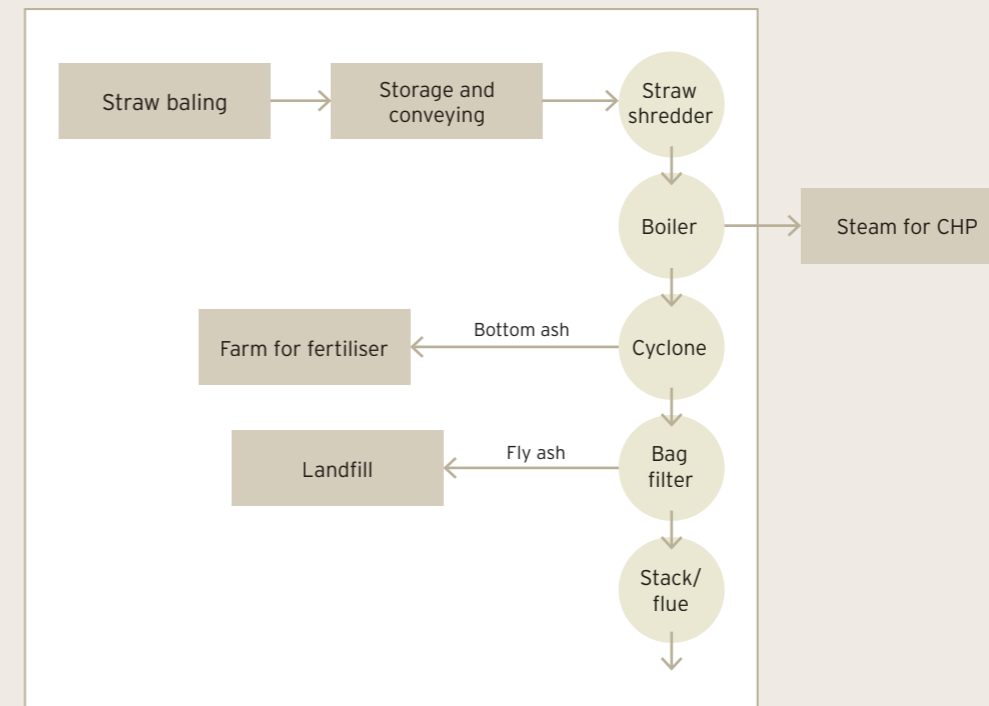 Straw baling
Storage and
conveying
Straw
shredder
Boiler
Steam for CHP
Bottom ash
Farm for fertiliser
Cyclone
Fly ash
Landfill
Bag
filter
Stack/
flue